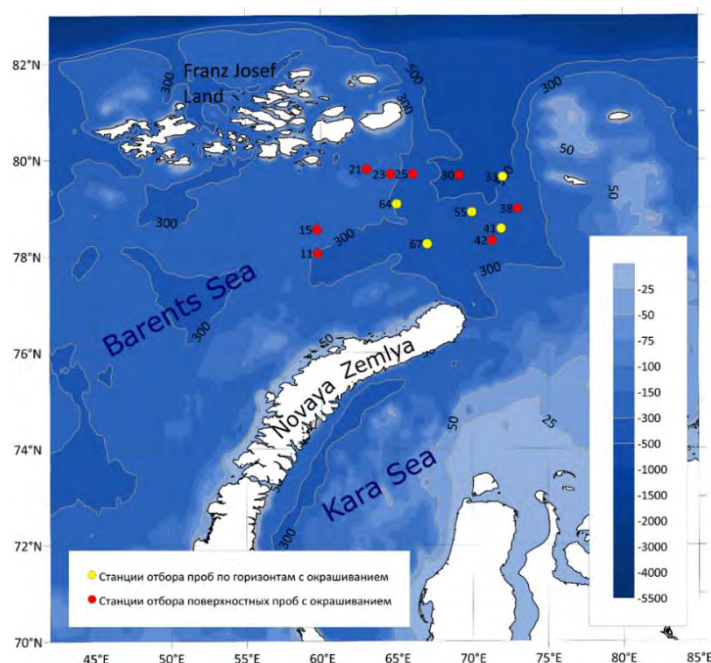 82°N
80°N
78°N
76°N
74°N
72°N
70°N
Franz Josef
Land
300
500
300
300
50
50
21
23
25
30
33
64
55
38
15
11
41
42
67
300
300
300
300
Barents Sea
50
Novaya Zemlya
50
25
Kara Sea
300
-25
-50
-75
-100
-150
-300
-500
-1000
-1500
-2000
-3000
-4000
-5500
Станции отбора проб по горизонтам с окрашиванием
Станции отбора поверхностных проб с окрашиванием
45°E
50°E
55°E
60°E
65°E
70°E
75°E
80°E
85°E